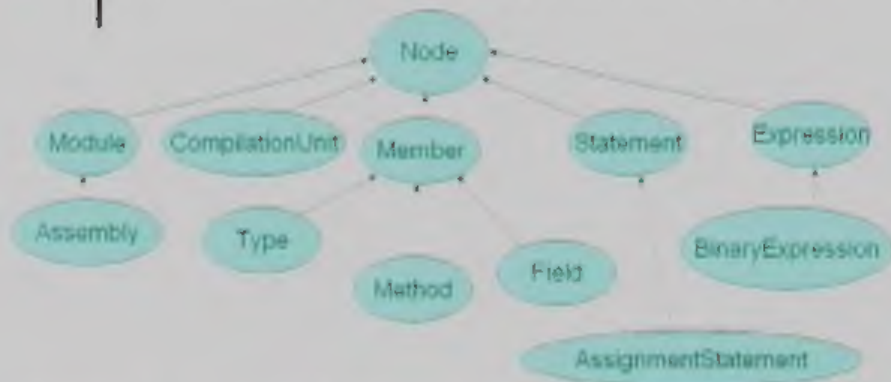 Node
Module
CompilationUnit
Member
Statement
Expression
Assembly
Type
Method
Field
BinaryExpression
AssignmentStatement